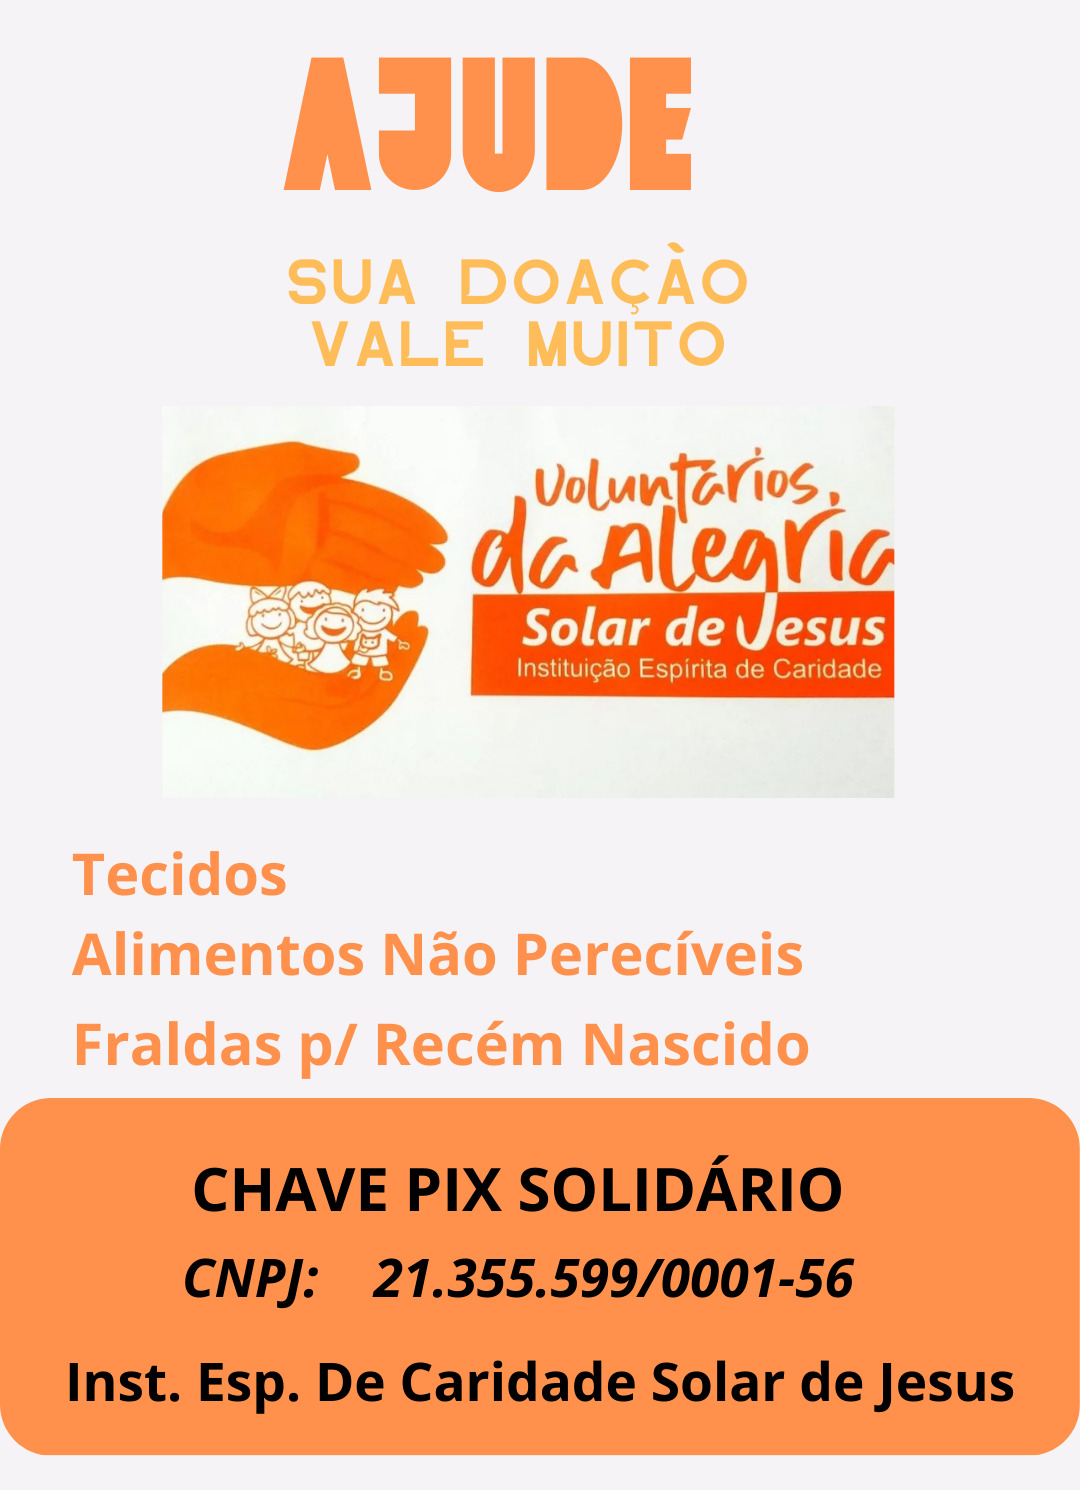 AJUDE
SUA DOAÇÀO
VALE MUITO
Voluntários,
da Alegria
Solar de Jesus
Instituição Espírita de Caridade
Tecidos
Alimentos Não Perecíveis
Fraldas p/ Recém Nascido
CHAVE PIX SOLIDÁRIO
CNPJ: 21.355.599/0001-56
Inst. Esp. De Caridade Solar de Jesus